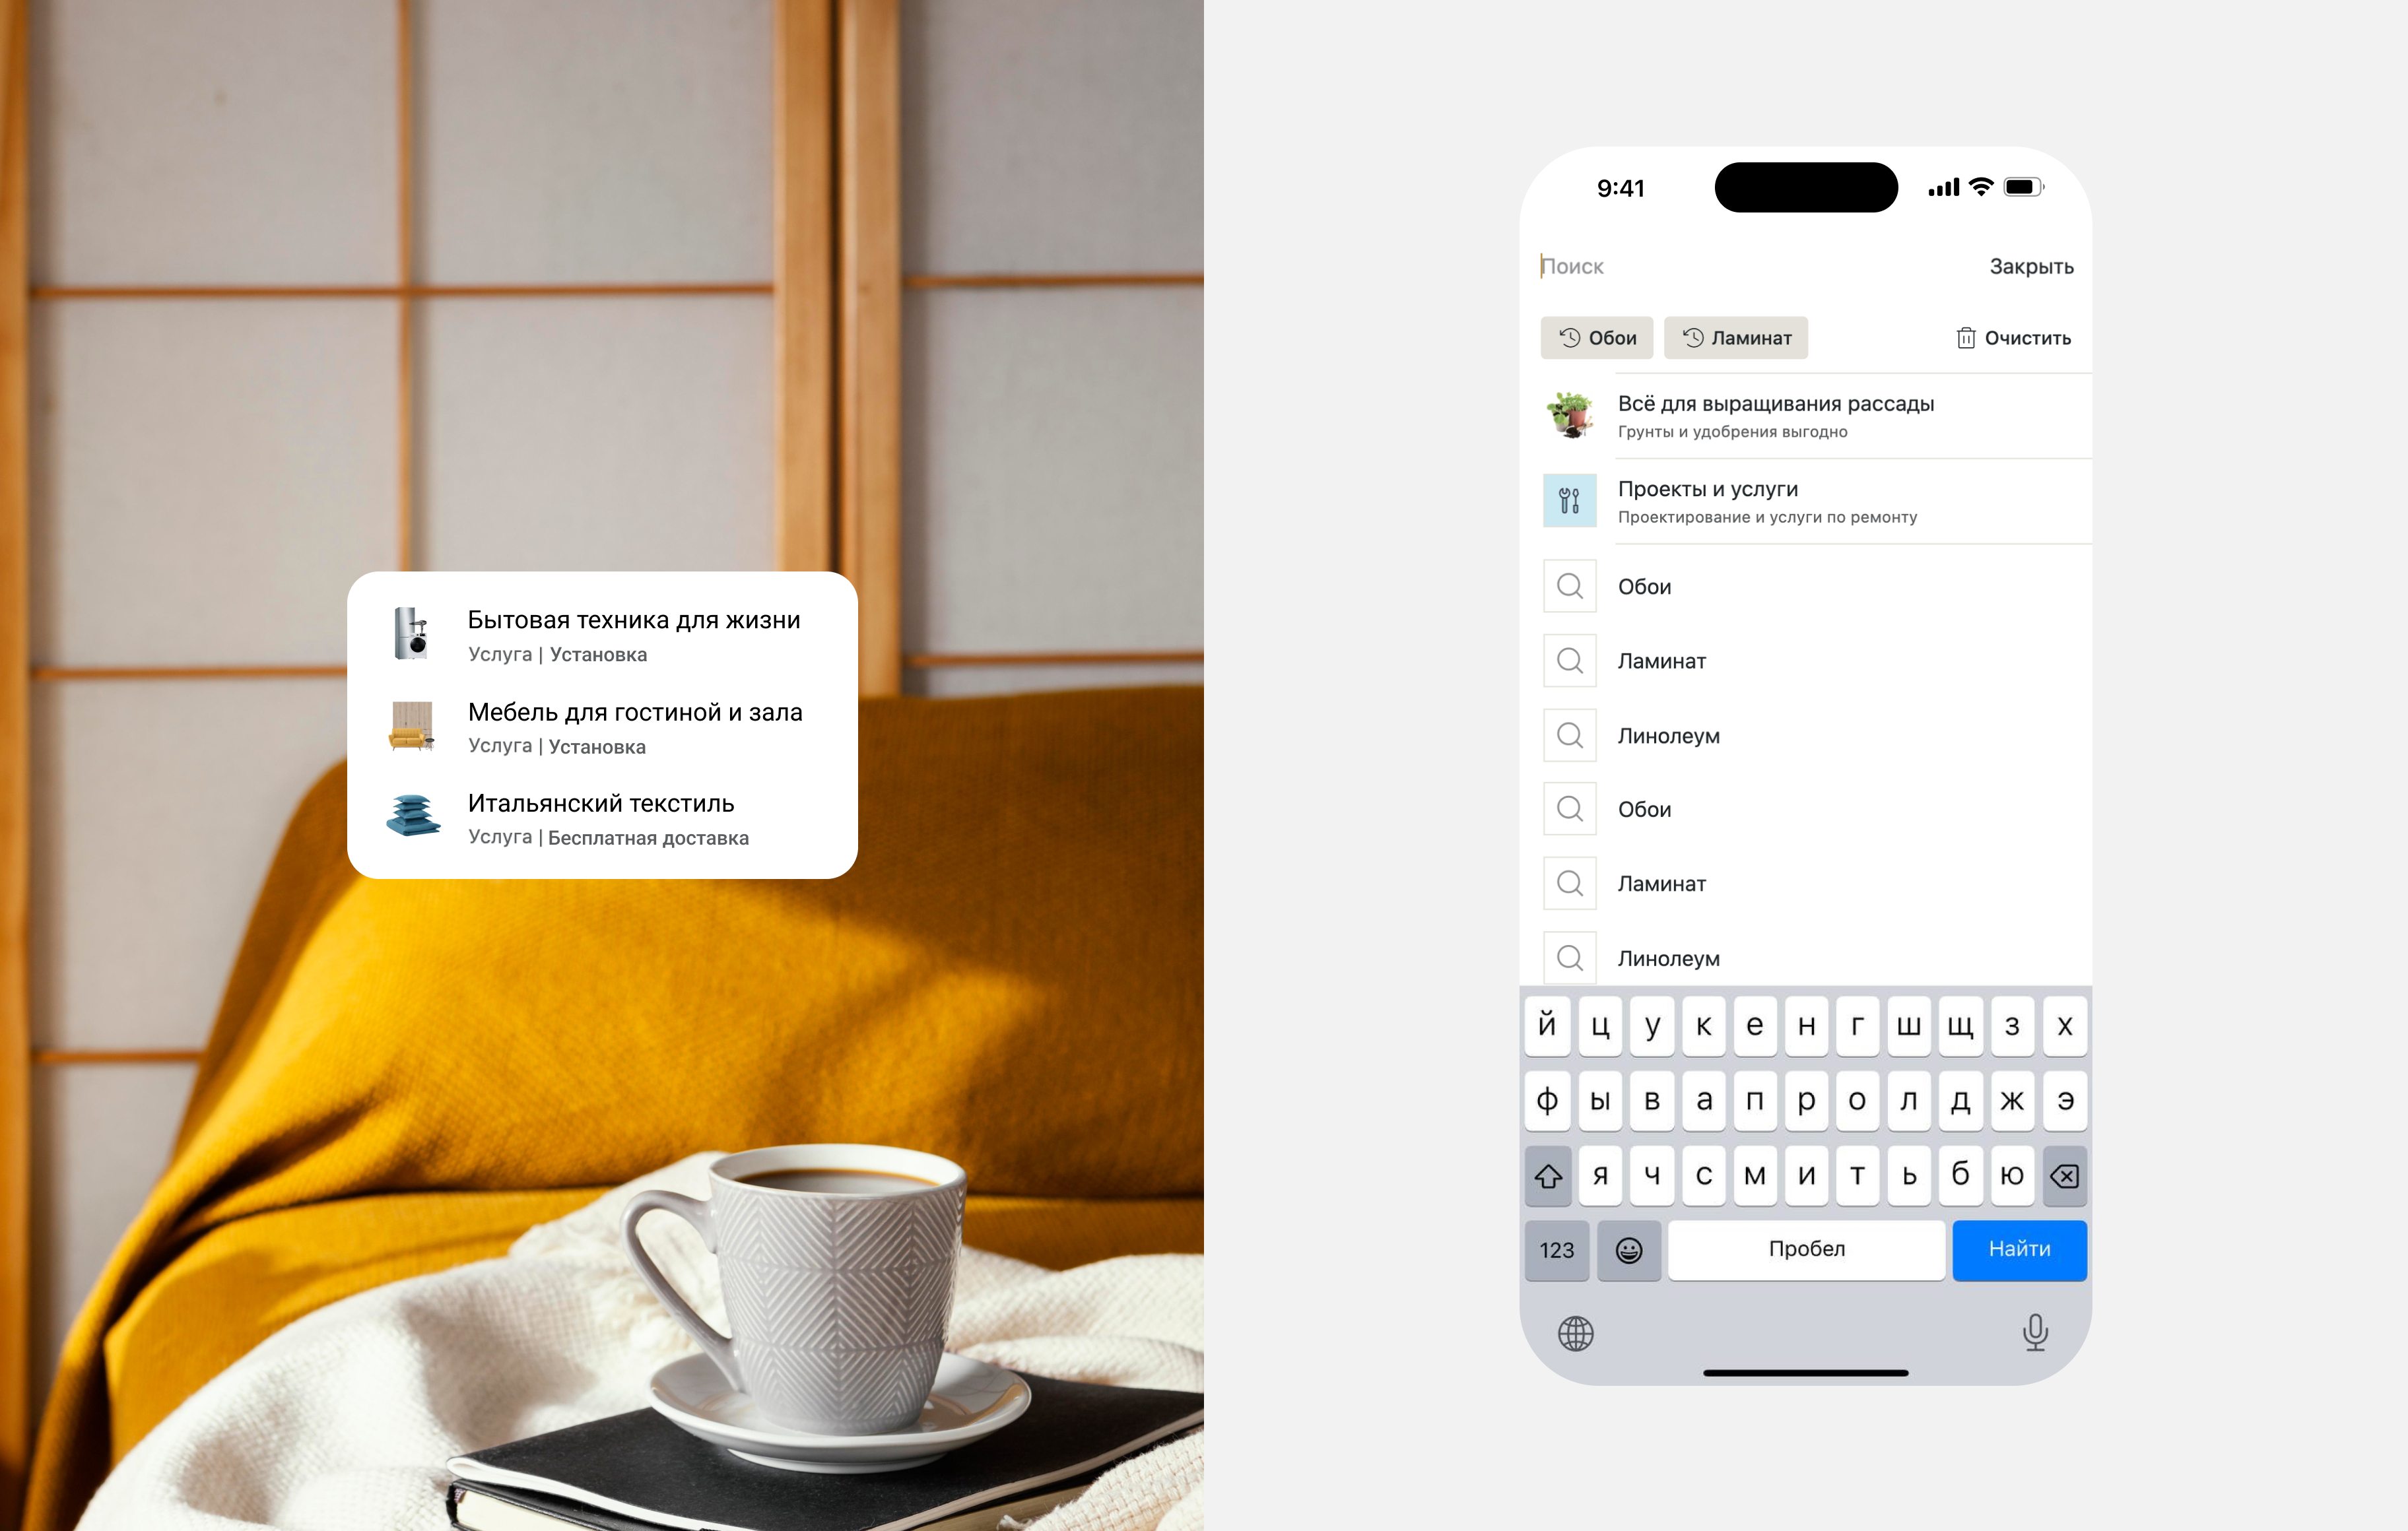 Бытовая техника для жизни
Услуга | Установка
Мебель для гостиной и зала
Услуга | Установка
Итальянский текстиль
Услуга | Бесплатная доставка
9:41
Поиск
Закрыть
Обои
Ламинат
Очистить
Всё для выращивания рассады
Грунты и удобрения выгодно
Проекты и услуги
Проектирование и услуги по ремонту
Обои
Ламинат
Линолеум
Обои
Ламинат
Линолеум
й ц у к е н г ш щ з х
ф ы в а п р о л д ж э
я ч с м и т ь б ю
123
Пробел
Найти